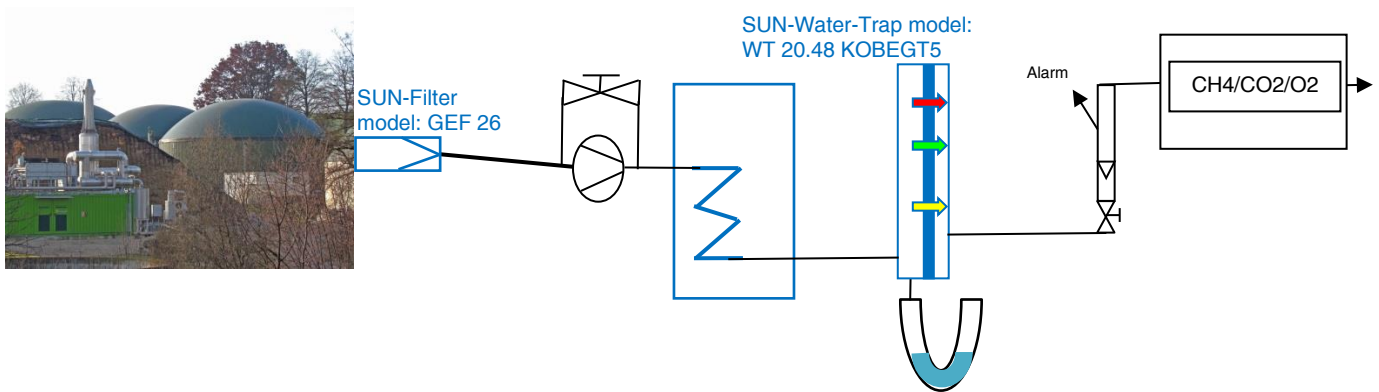 SUN-Filter
model: GEF 26
SUN-Water-Trap model:
WT 20.48 KOBEGT5
Alarm
CH4/CO2/O2